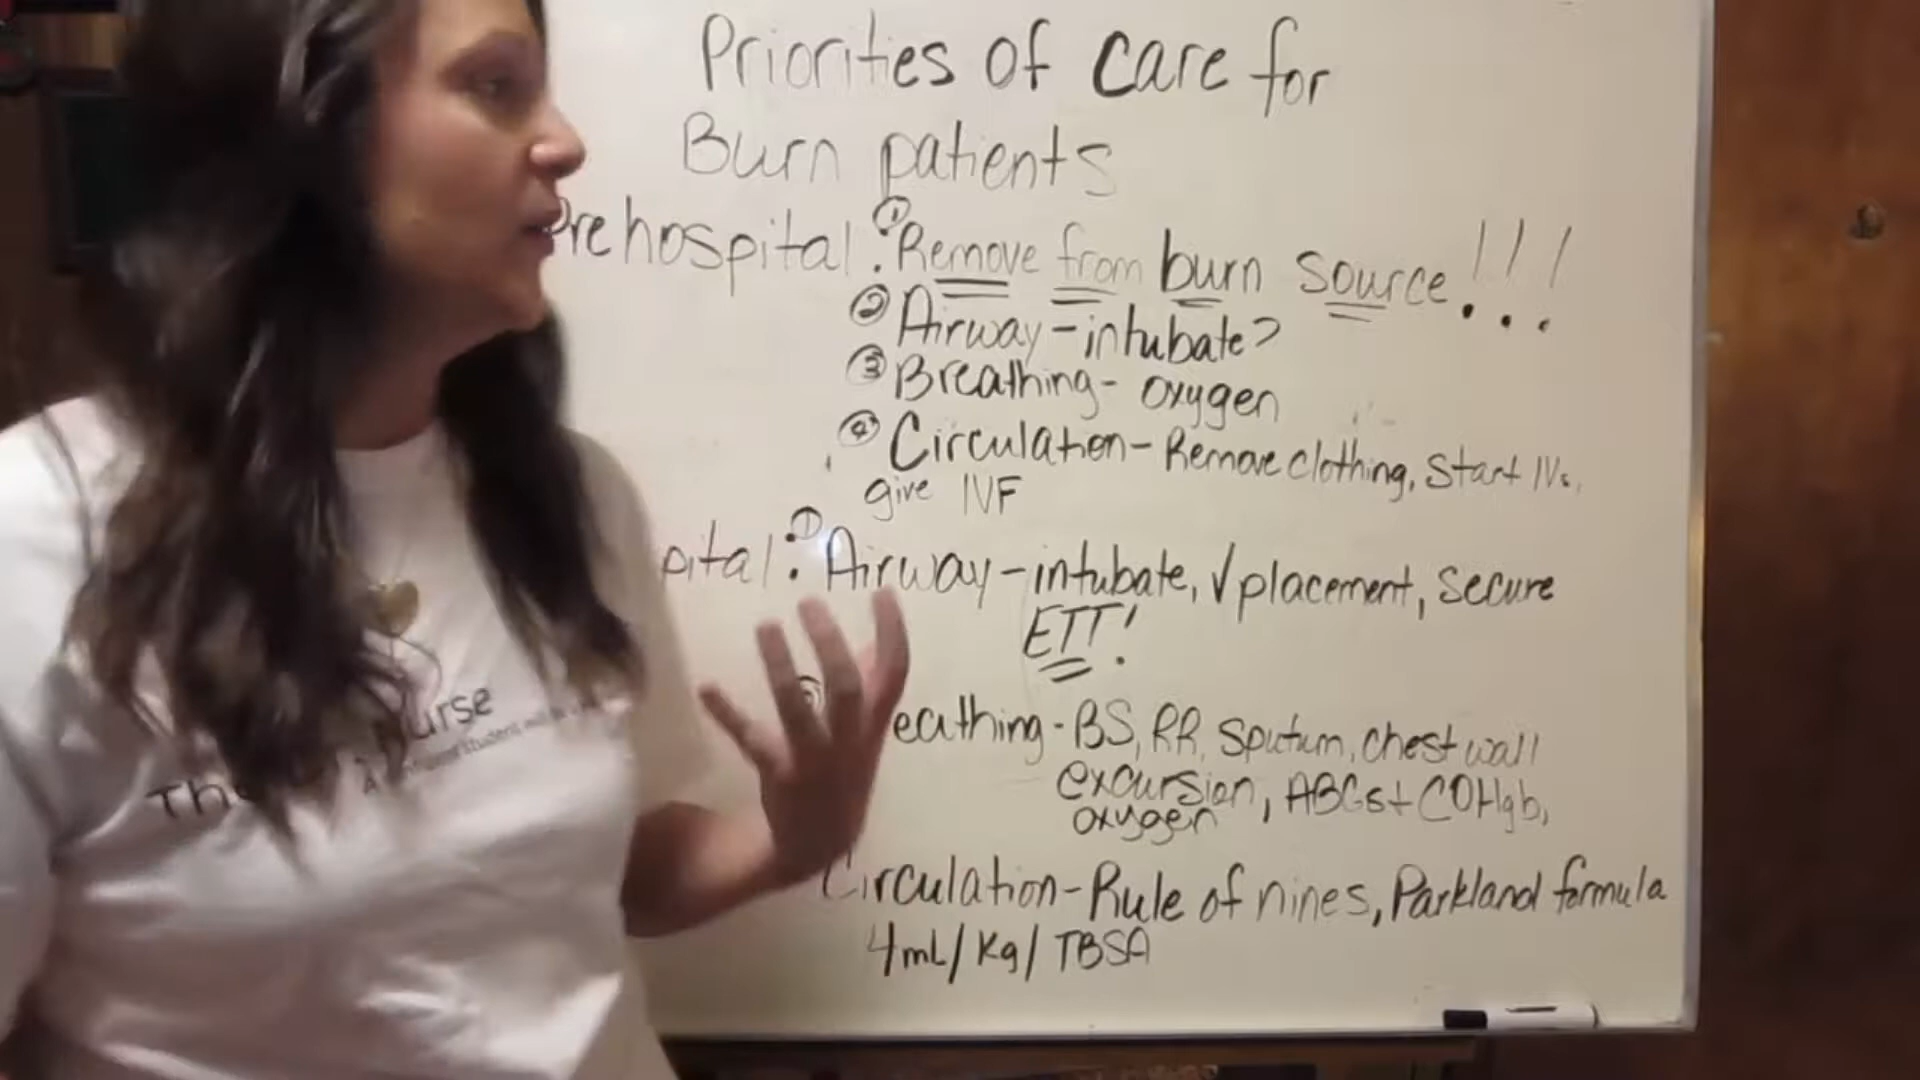 Priorities of care for
Burn patients
Prehospital: ① Remove from burn source!!!
② Airway - intubate?
③ Breathing - oxygen
④ Circulation - Remove clothing, Start IVs,
give IVF
pital: ① Airway - intubate, √ placement, secure
ETT!
eathing - BS, RR, Sputum, chest wall
excursion, ABGs + COHgb,
oxygen
Circulation - Rule of nines, Parkland formula
4mL/Kg/TBSA
urse